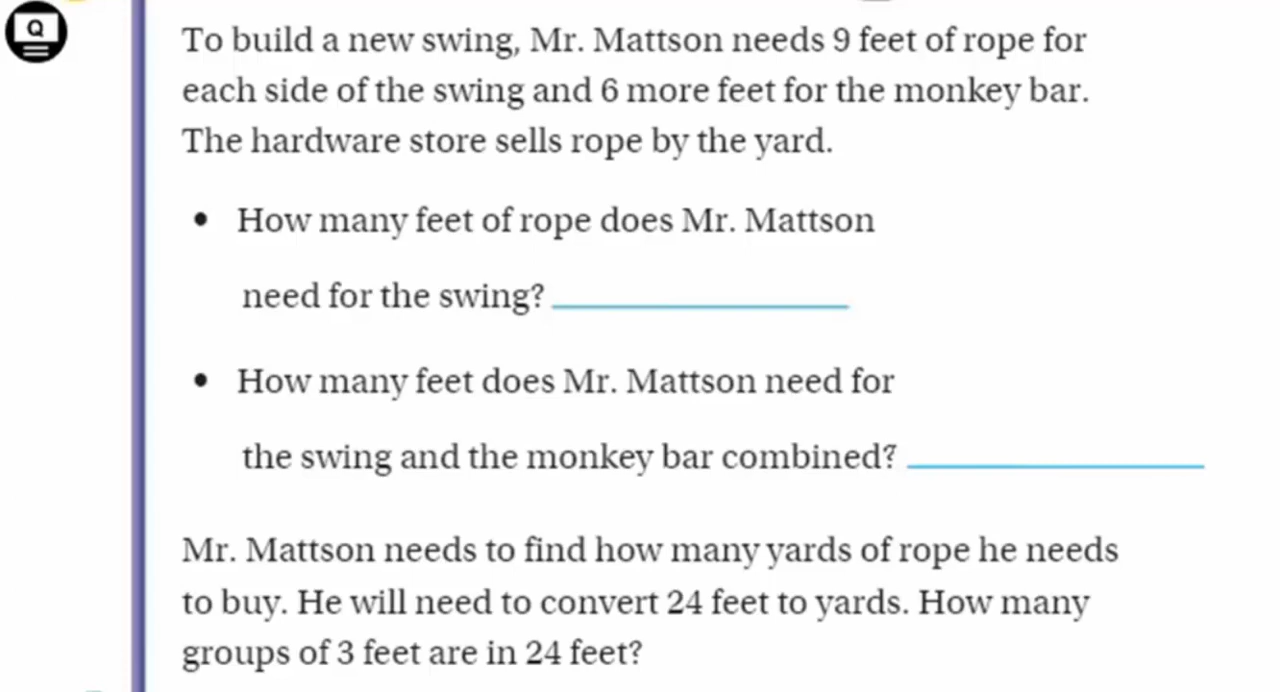 Q
To build a new swing, Mr. Mattson needs 9 feet of rope for
each side of the swing and 6 more feet for the monkey bar.
The hardware store sells rope by the yard.
• How many feet of rope does Mr. Mattson
need for the swing?
• How many feet does Mr. Mattson need for
the swing and the monkey bar combined?
Mr. Mattson needs to find how many yards of rope he needs
to buy. He will need to convert 24 feet to yards. How many
groups of 3 feet are in 24 feet?